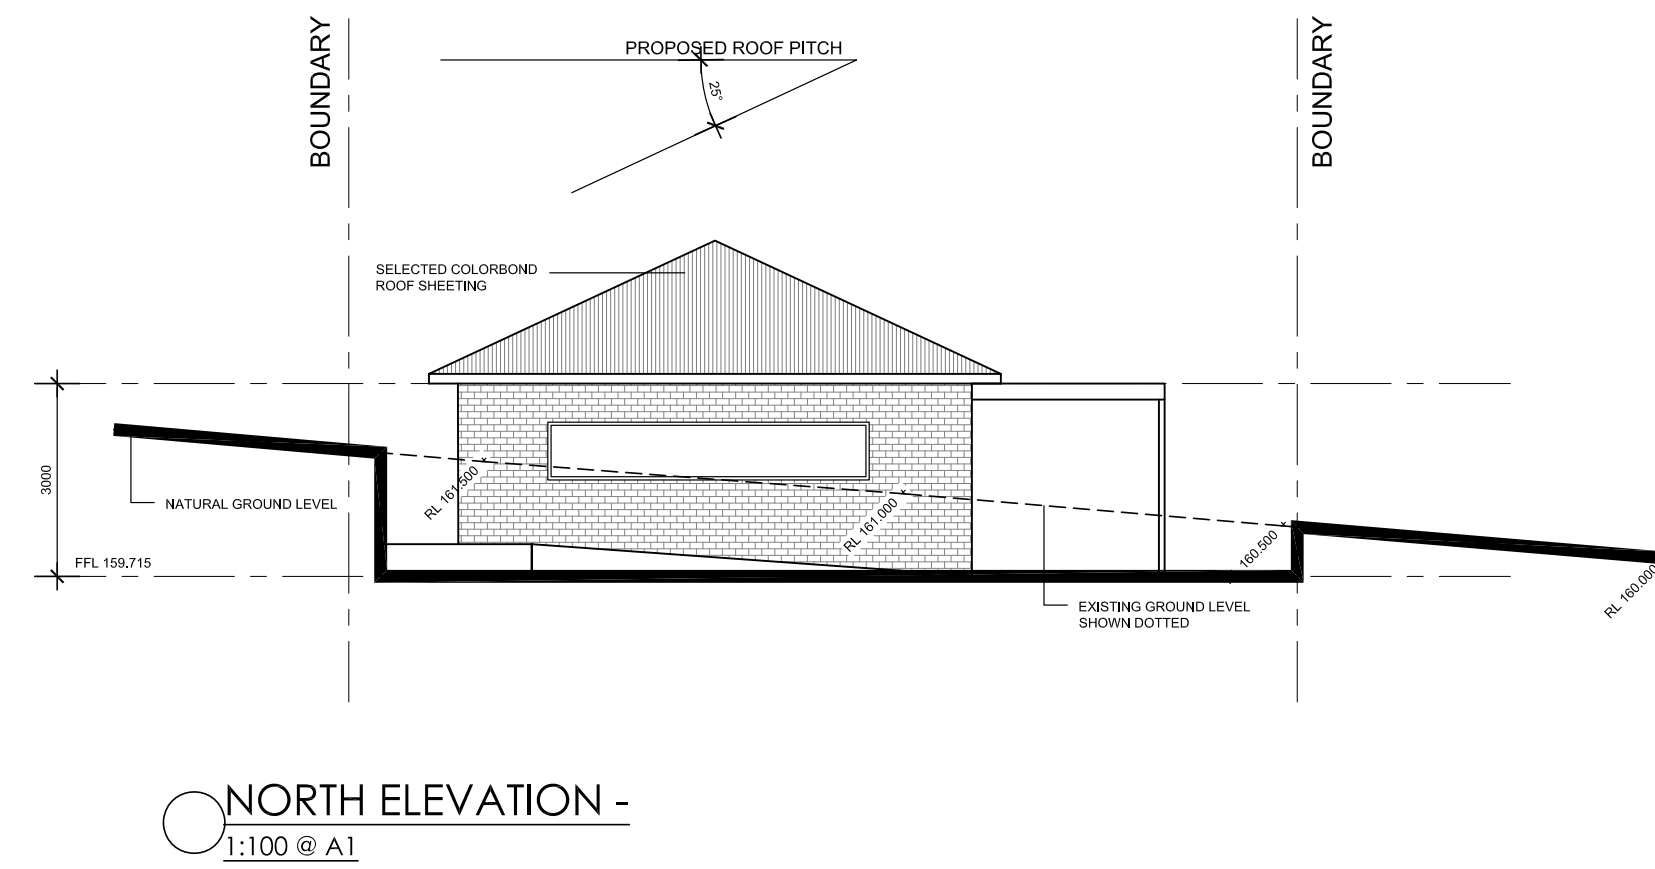 BOUNDARY
BOUNDARY
PROPOSED ROOF PITCH
25°
SELECTED COLORBOND
ROOF SHEETING
3000
NATURAL GROUND LEVEL
RL 161.500
RL 161.000
160.500
RL 160.000
FFL 159.715
EXISTING GROUND LEVEL
SHOWN DOTTED
NORTH ELEVATION -
1:100 @ A1